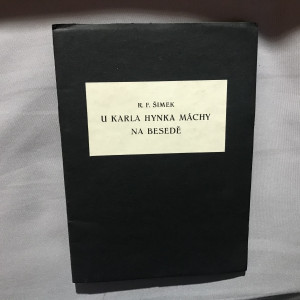 R. F. ŠIMEK
U KARLA HYNKA MÁCHY
NA BESEDĚ